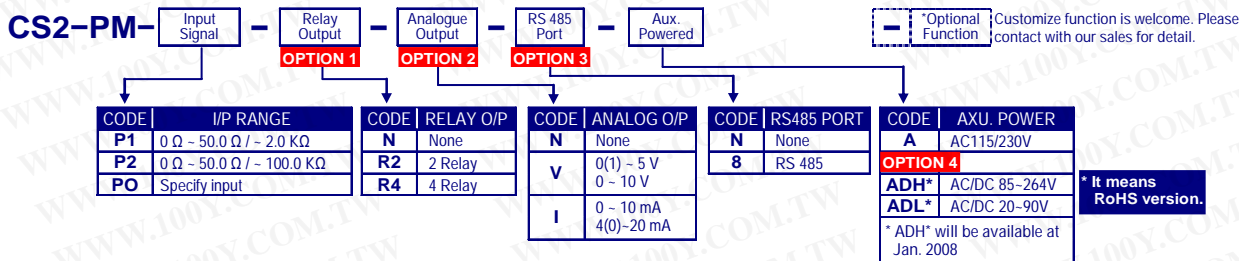 CS2-PM- Input Signal - Relay Output - Analogue Output - RS 485 Port - Aux. Powered - *Optional Function Customize function is welcome. Please contact with our sales for detail.
OPTION 1 OPTION 2 OPTION 3
CODE I/P RANGE
P1 0 Ω ~ 50.0 Ω / ~ 2.0 KΩ
P2 0 Ω ~ 50.0 Ω / ~ 100.0 KΩ
PO Specify input
CODE RELAY O/P
N None
R2 2 Relay
R4 4 Relay
CODE ANALOG O/P
N None
V 0(1) ~ 5 V
0 ~ 10 V
I 0 ~ 10 mA
4(0)~20 mA
CODE RS485 PORT
N None
8 RS 485
CODE AXU. POWER
A AC115/230V
OPTION 4
ADH* AC/DC 85~264V
ADL* AC/DC 20~90V
* ADH* will be available at
Jan. 2008
* It means
RoHS version.
WWW.100Y.COM.TW